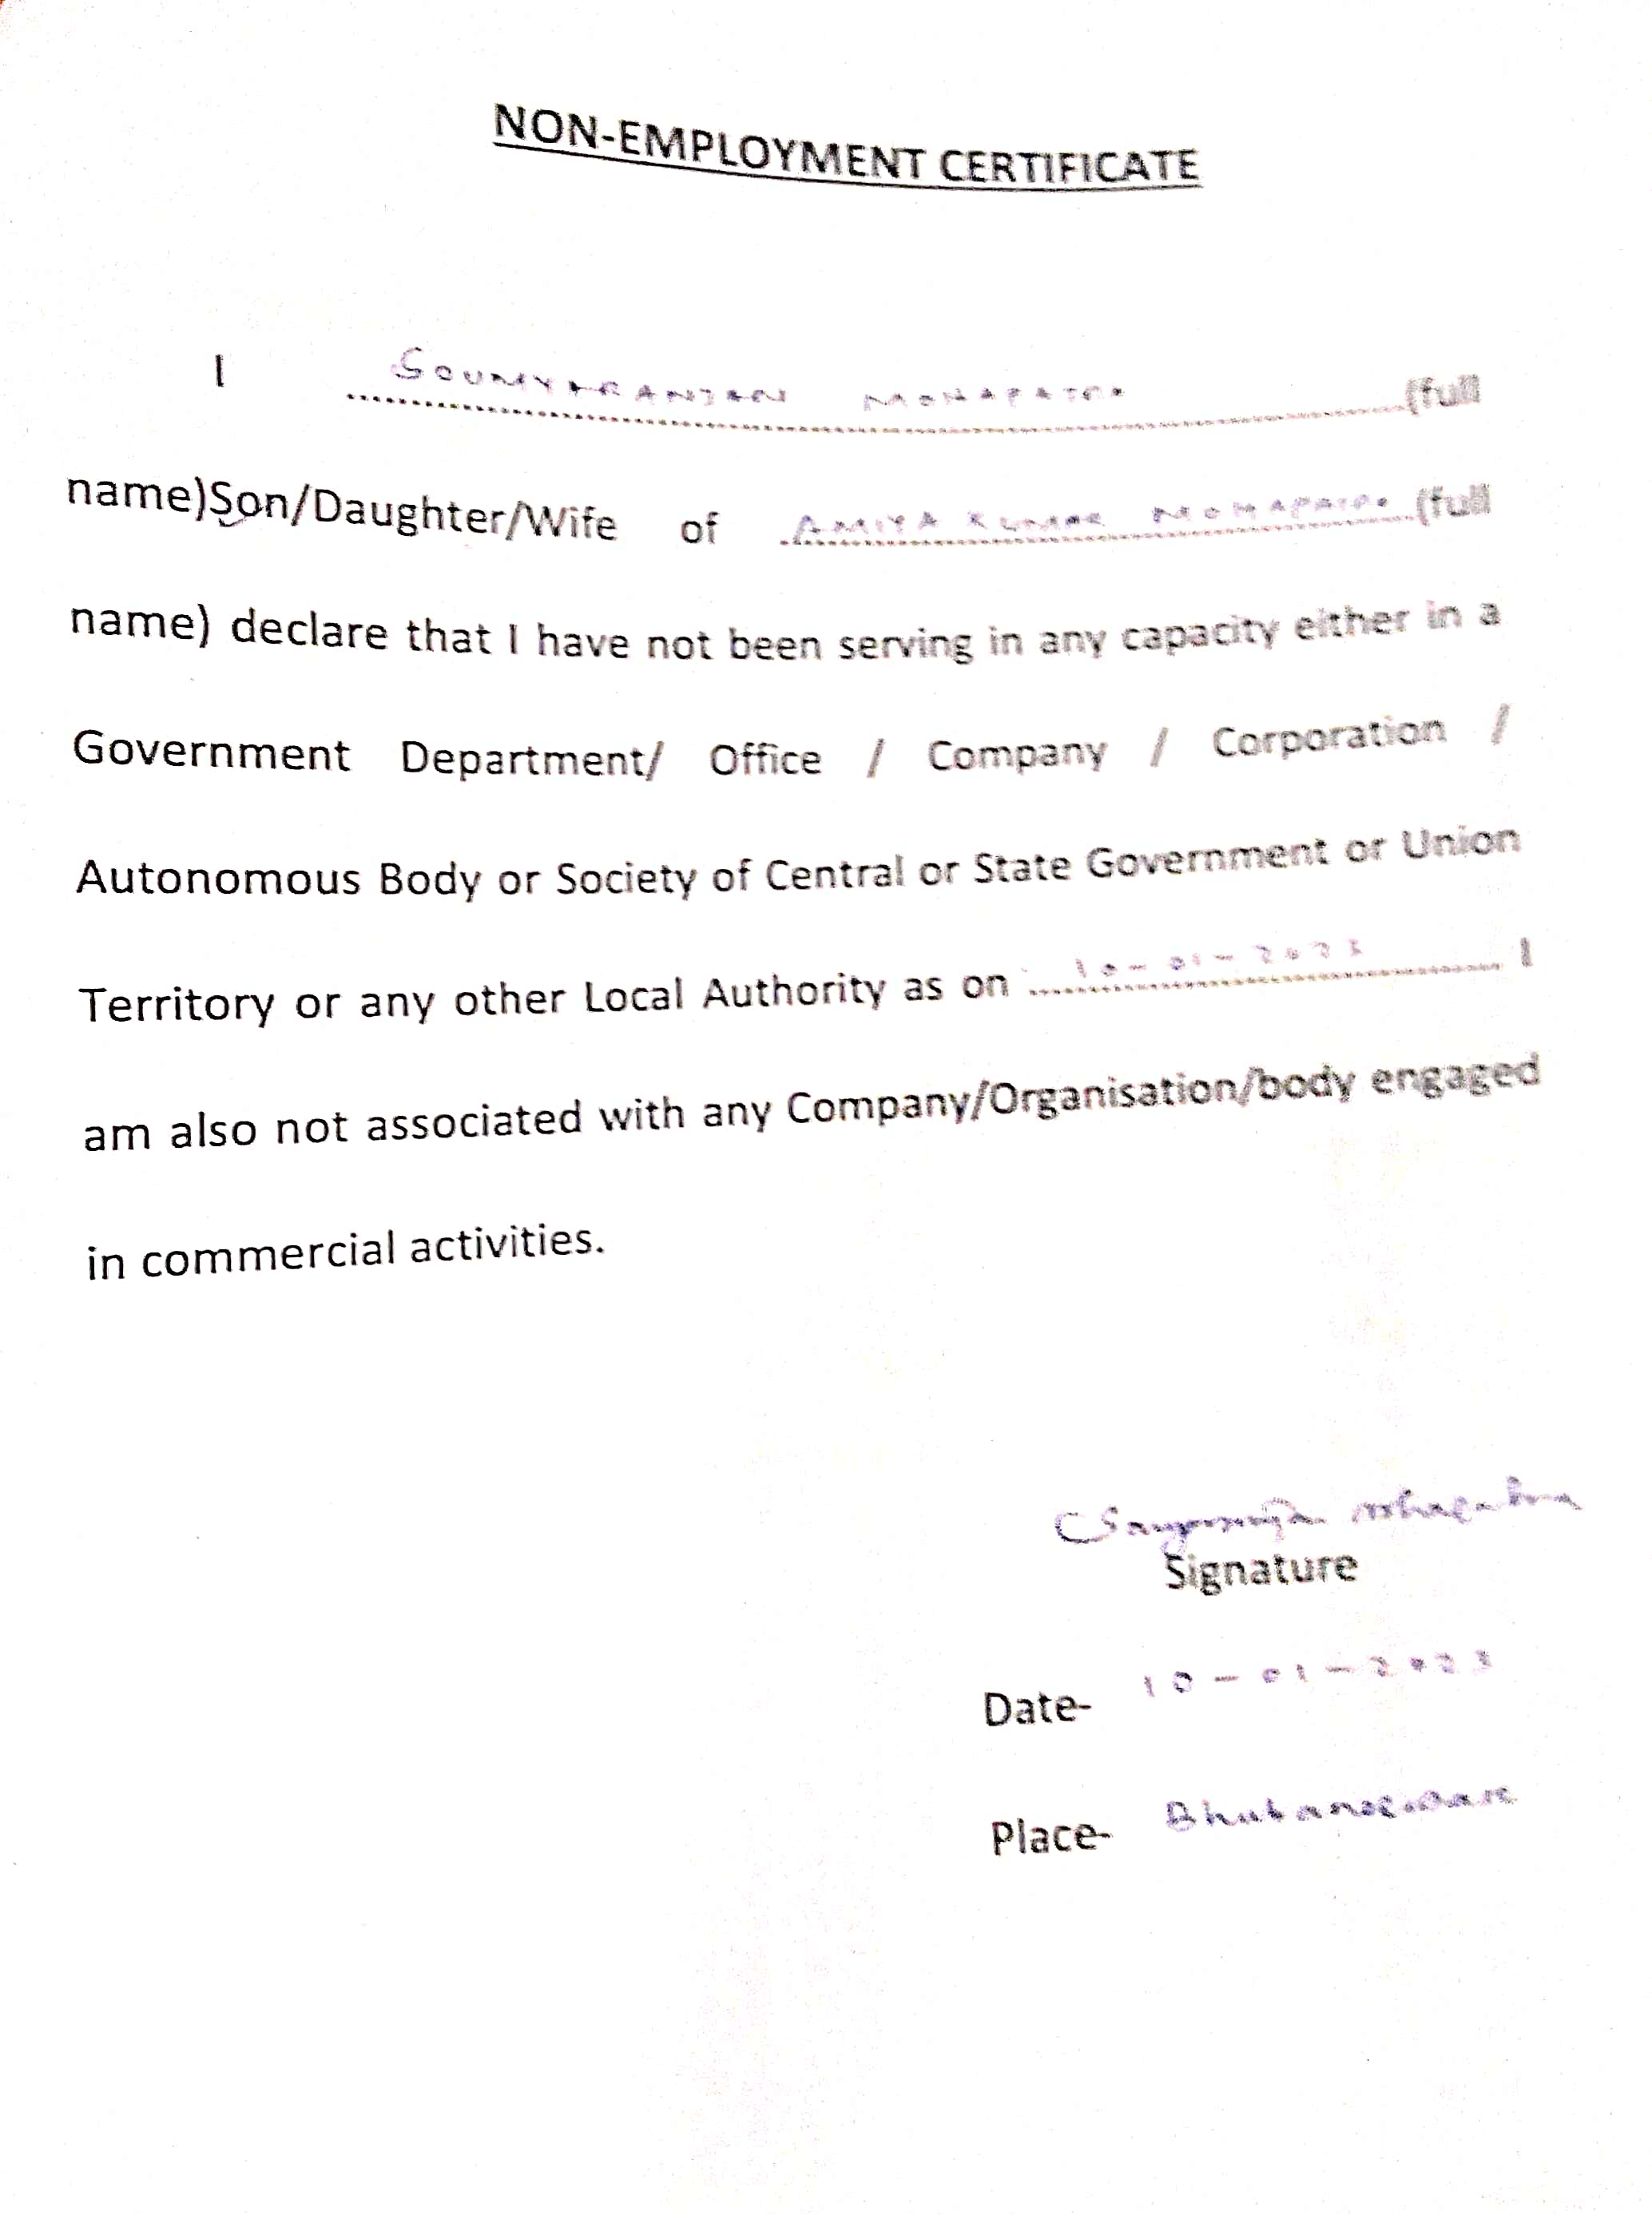 NON-EMPLOYMENT CERTIFICATE
I SOUMYARANJAN MOHAPATRA (full
name)Son/Daughter/Wife of AMIYA KUMAR MOHAPATRA (full
name) declare that I have not been serving in any capacity either in a
Government Department/ Office / Company / Corporation /
Autonomous Body or Society of Central or State Government or Union
Territory or any other Local Authority as on 10-01-2023 I
am also not associated with any Company/Organisation/body engaged
in commercial activities.
Signature
Date- 10-01-2023
Place- Bhubaneswar